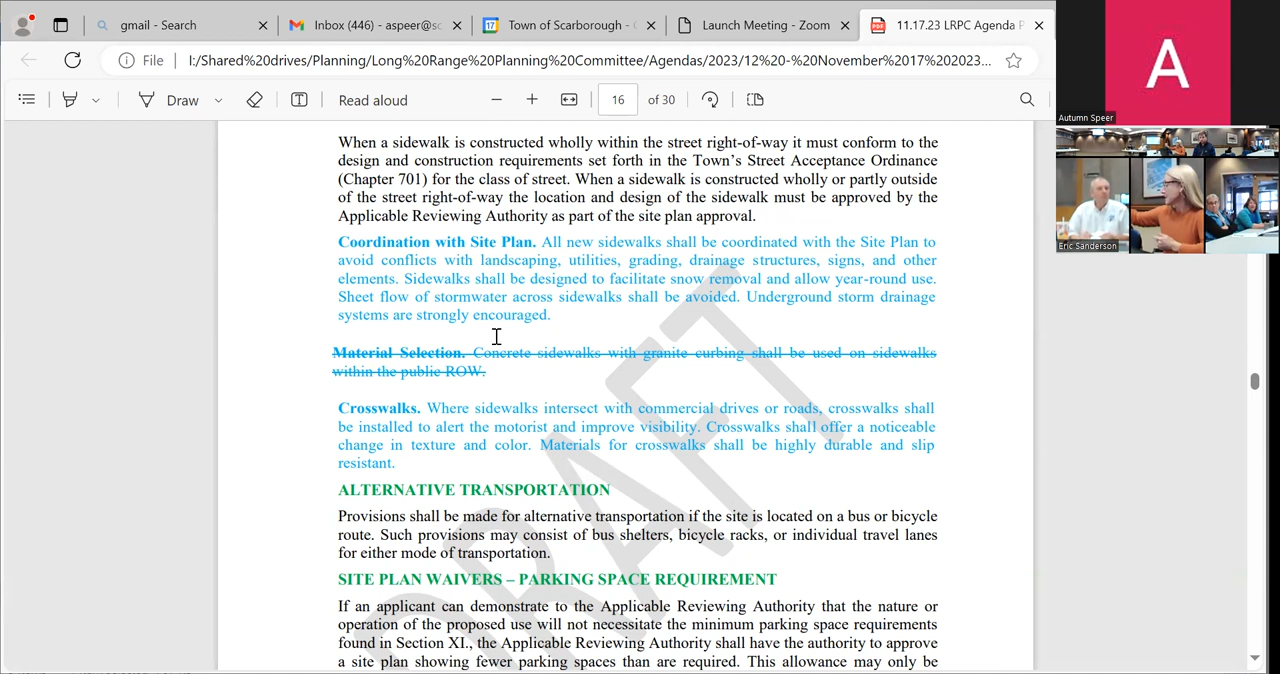 gmail - Search
Inbox (446) - aspeer@sc
Town of Scarborough - C
Launch Meeting - Zoom
11.17.23 LRPC Agenda P
File
I:/Shared%20drives/Planning/Long%20Range%20Planning%20Committee/Agendas/2023/12%20-%20November%2017%202023...
Draw
Read aloud
16
of 30
When a sidewalk is constructed wholly within the street right-of-way it must conform to the
design and construction requirements set forth in the Town's Street Acceptance Ordinance
(Chapter 701) for the class of street. When a sidewalk is constructed wholly or partly outside
of the street right-of-way the location and design of the sidewalk must be approved by the
Applicable Reviewing Authority as part of the site plan approval.
Coordination with Site Plan. All new sidewalks shall be coordinated with the Site Plan to
avoid conflicts with landscaping, utilities, grading, drainage structures, signs, and other
elements. Sidewalks shall be designed to facilitate snow removal and allow year-round use.
Sheet flow of stormwater across sidewalks shall be avoided. Underground storm drainage
systems are strongly encouraged.
Material Selection. Concrete sidewalks with granite curbing shall be used on sidewalks
within the public ROW.
Crosswalks. Where sidewalks intersect with commercial drives or roads, crosswalks shall
be installed to alert the motorist and improve visibility. Crosswalks shall offer a noticeable
change in texture and color. Materials for crosswalks shall be highly durable and slip
resistant.
ALTERNATIVE TRANSPORTATION
Provisions shall be made for alternative transportation if the site is located on a bus or bicycle
route. Such provisions may consist of bus shelters, bicycle racks, or individual travel lanes
for either mode of transportation.
SITE PLAN WAIVERS – PARKING SPACE REQUIREMENT
If an applicant can demonstrate to the Applicable Reviewing Authority that the nature or
operation of the proposed use will not necessitate the minimum parking space requirements
found in Section XI., the Applicable Reviewing Authority shall have the authority to approve
a site plan showing fewer parking spaces than are required. This allowance may only be
DRAFT
A
Autumn Speer
Eric Sanderson